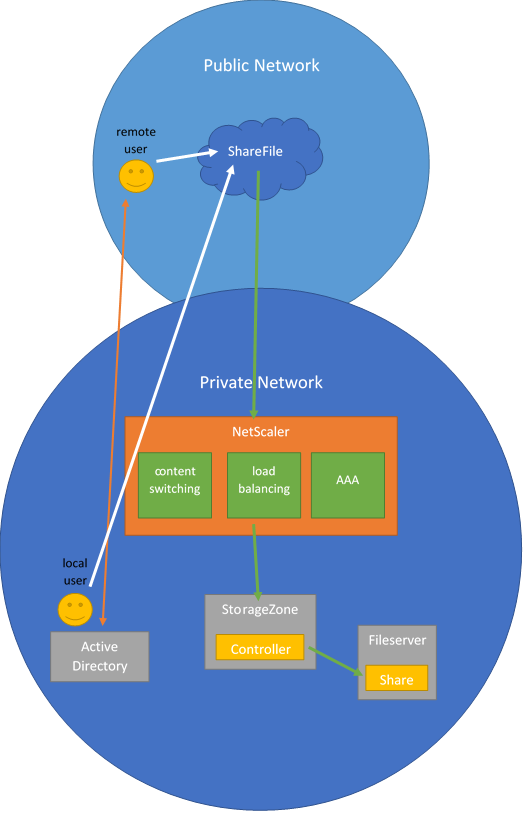 Public Network
remote
user
ShareFile
Private Network
NetScaler
content
switching
load
balancing
AAA
local
user
StorageZone
Controller
Fileserver
Share
Active
Directory